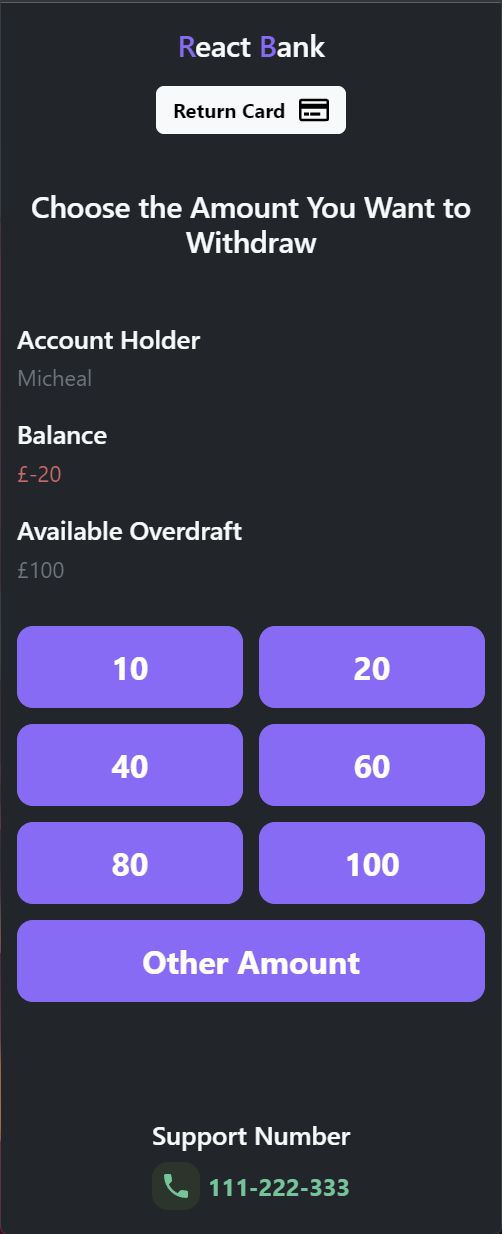 React Bank
Return Card
Choose the Amount You Want to
Withdraw
Account Holder
Micheal
Balance
£-20
Available Overdraft
£100
10
20
40
60
80
100
Other Amount
Support Number
111-222-333